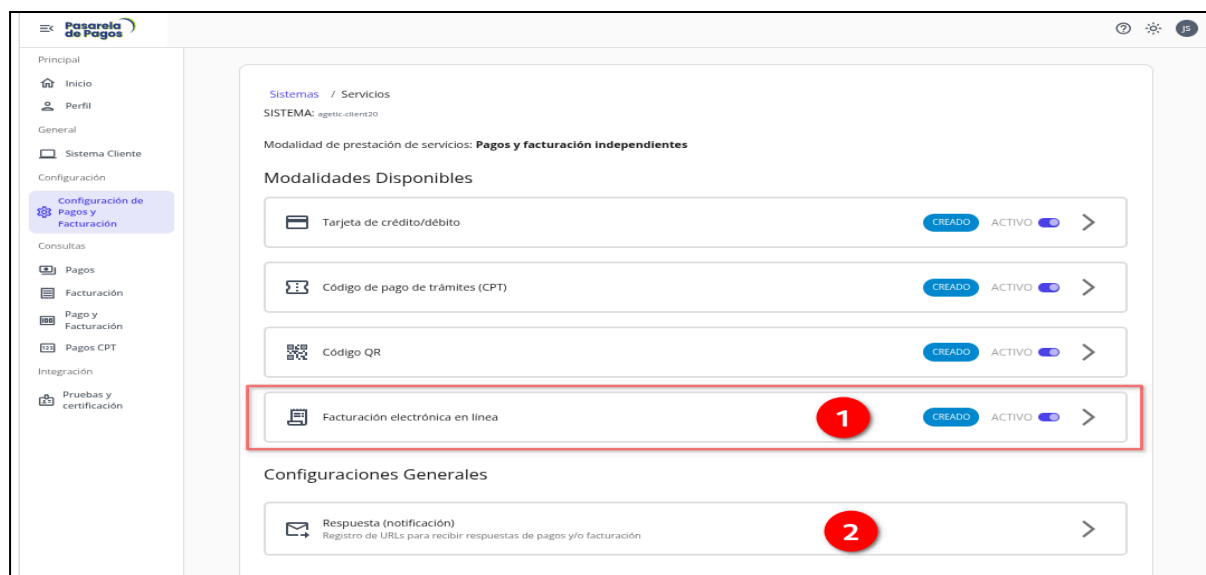 Pasarela
de Pagos
JS
Principal
Inicio
Perfil
General
Sistema Cliente
Configuración
Configuración de
Pagos y
Facturación
Consultas
Pagos
Facturación
Pago y
Facturación
Pagos CPT
Integración
Pruebas y
certificación
Sistemas / Servicios
SISTEMA: agetic-client20
Modalidad de prestación de servicios: Pagos y facturación independientes
Modalidades Disponibles
Tarjeta de crédito/débito CREADO ACTIVO
Código de pago de trámites (CPT) CREADO ACTIVO
Código QR CREADO ACTIVO
Facturación electrónica en línea 1 CREADO ACTIVO
Configuraciones Generales
Respuesta (notificación)
Registro de URLs para recibir respuestas de pagos y/o facturación
2